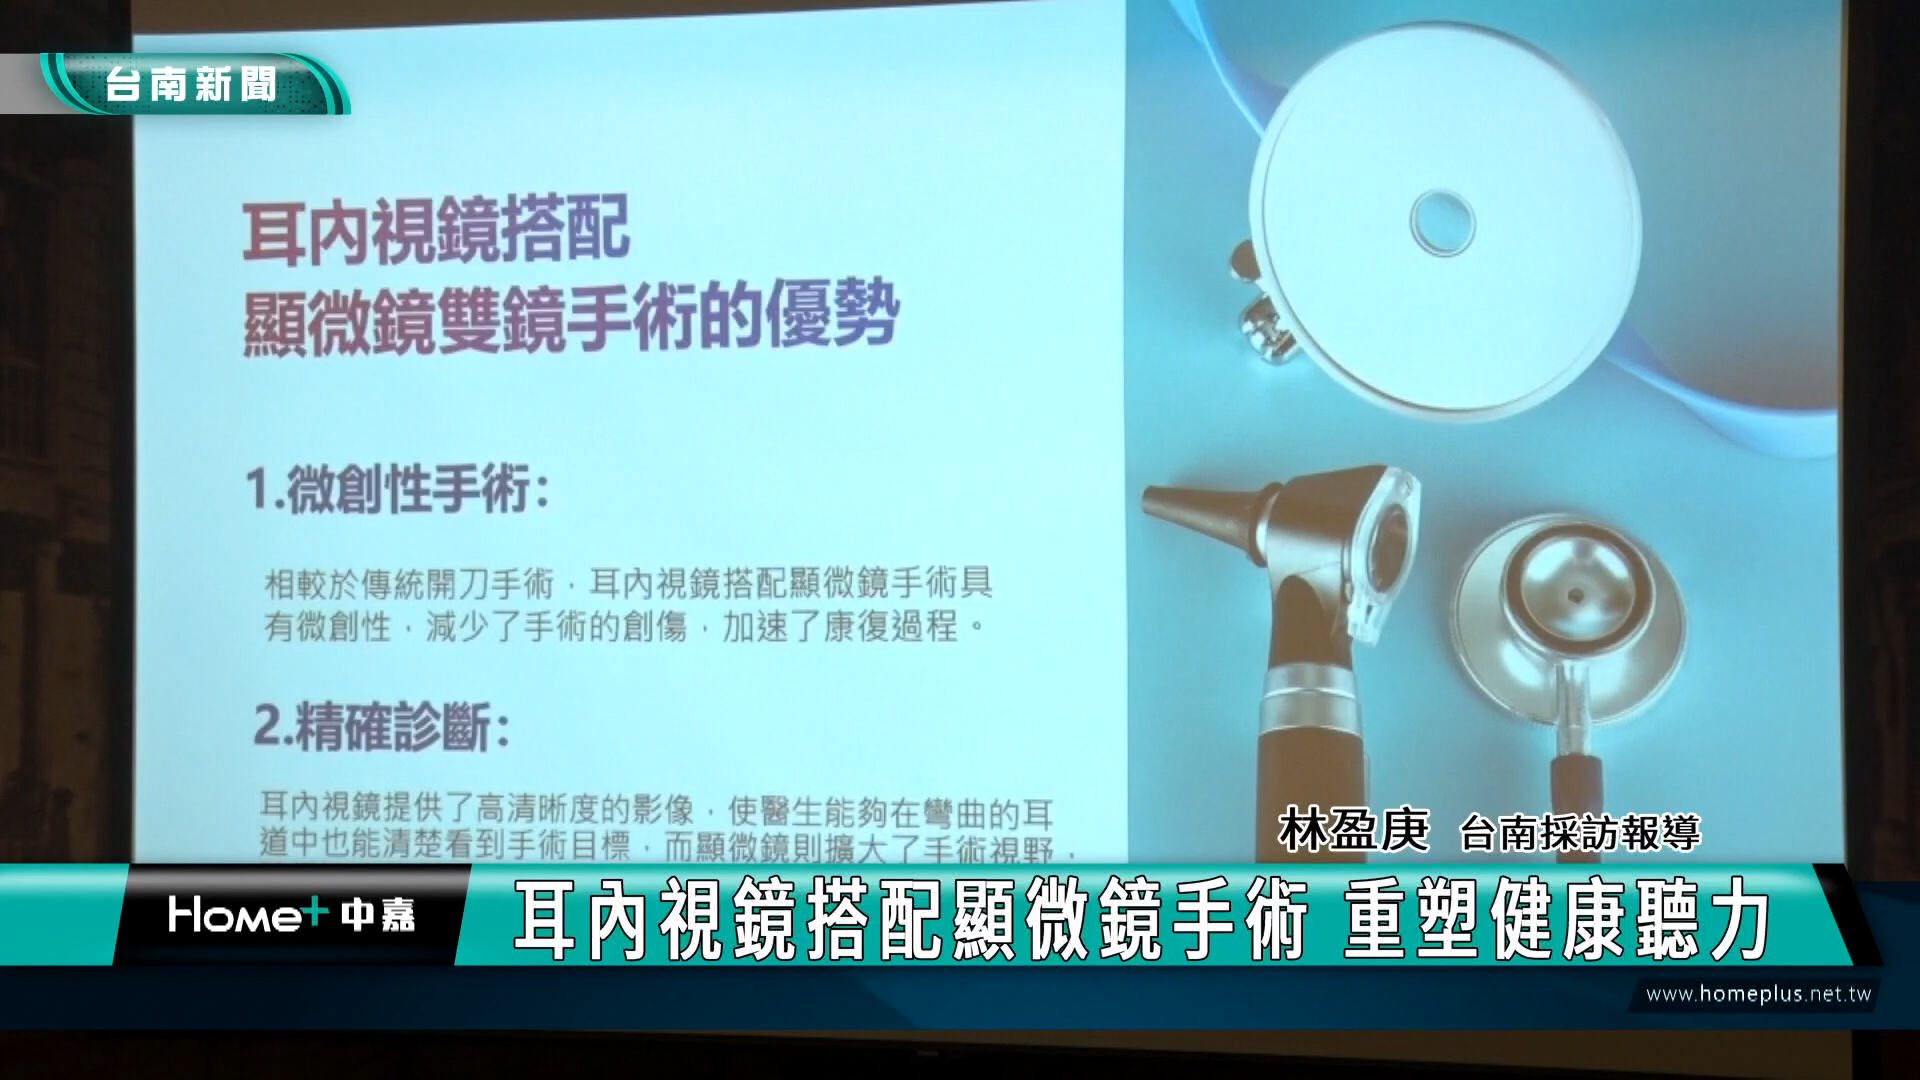 台南新聞
耳內視鏡搭配
顯微鏡雙鏡手術的優勢
1.微創性手術：
相較於傳統開刀手術，耳內視鏡搭配顯微鏡手術具
有微創性，減少了手術的創傷，加速了康復過程。
2.精確診斷：
耳內視鏡提供了高清晰度的影像，使醫生能夠在彎曲的耳
道中也能清楚看到手術目標，而顯微鏡則擴大了手術視野，
林盈庚 台南採訪報導
Home+中嘉
耳內視鏡搭配顯微鏡手術 重塑健康聽力
www.homeplus.net.tw